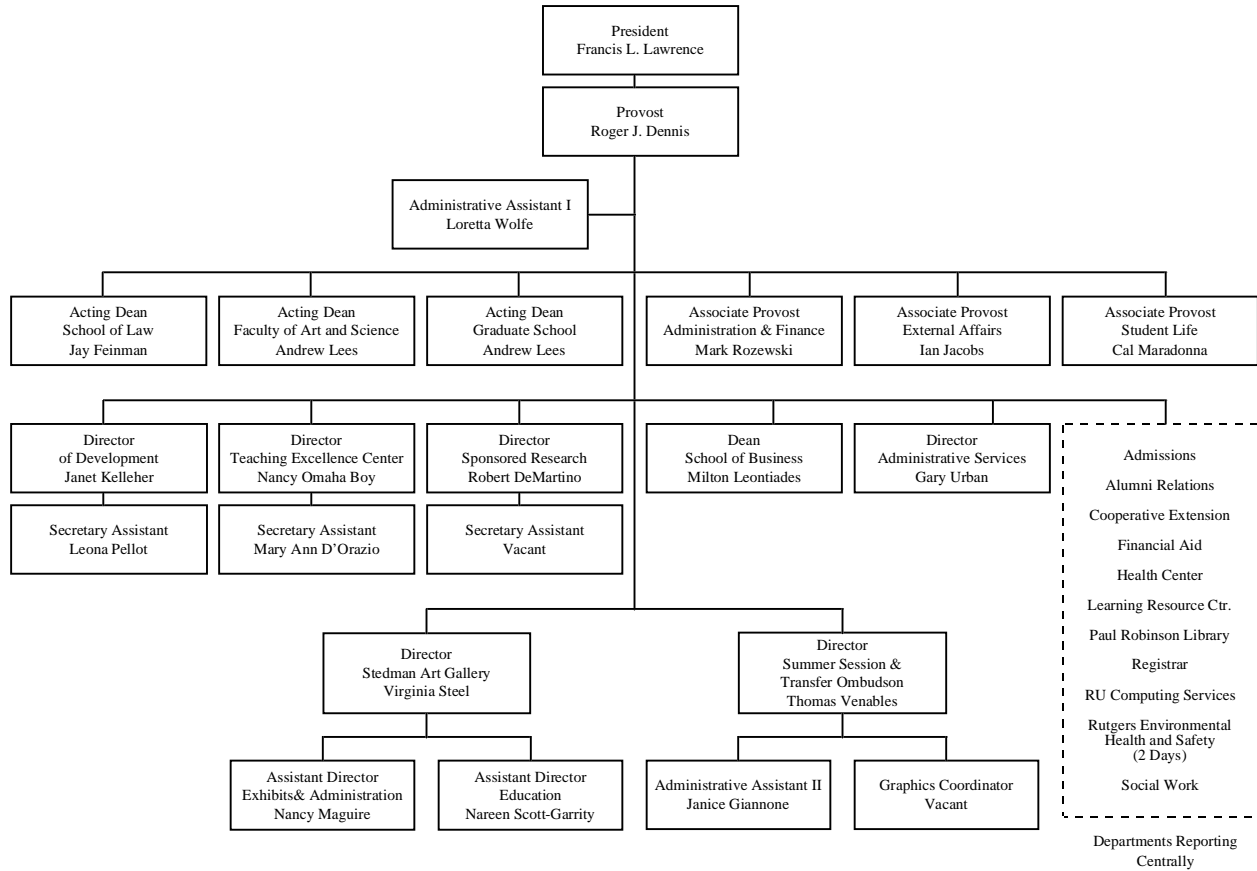 President
Francis L. Lawrence
Provost
Roger J. Dennis
Administrative Assistant I
Loretta Wolfe
Acting Dean
School of Law
Jay Feinman
Acting Dean
Faculty of Art and Science
Andrew Lees
Acting Dean
Graduate School
Andrew Lees
Associate Provost
Administration & Finance
Mark Rozewski
Associate Provost
External Affairs
Ian Jacobs
Associate Provost
Student Life
Cal Maradonna
Director
of Development
Janet Kelleher
Director
Teaching Excellence Center
Nancy Omaha Boy
Director
Sponsored Research
Robert DeMartino
Dean
School of Business
Milton Leontiades
Director
Administrative Services
Gary Urban
Secretary Assistant
Leona Pellot
Secretary Assistant
Mary Ann D’Orazio
Secretary Assistant
Vacant
Admissions
Alumni Relations
Cooperative Extension
Financial Aid
Health Center
Learning Resource Ctr.
Paul Robinson Library
Registrar
RU Computing Services
Rutgers Environmental
Health and Safety
(2 Days)
Social Work
Departments Reporting
Centrally
Director
Stedman Art Gallery
Virginia Steel
Director
Summer Session &
Transfer Ombudson
Thomas Venables
Assistant Director
Exhibits& Administration
Nancy Maguire
Assistant Director
Education
Nareen Scott-Garrity
Administrative Assistant II
Janice Giannone
Graphics Coordinator
Vacant